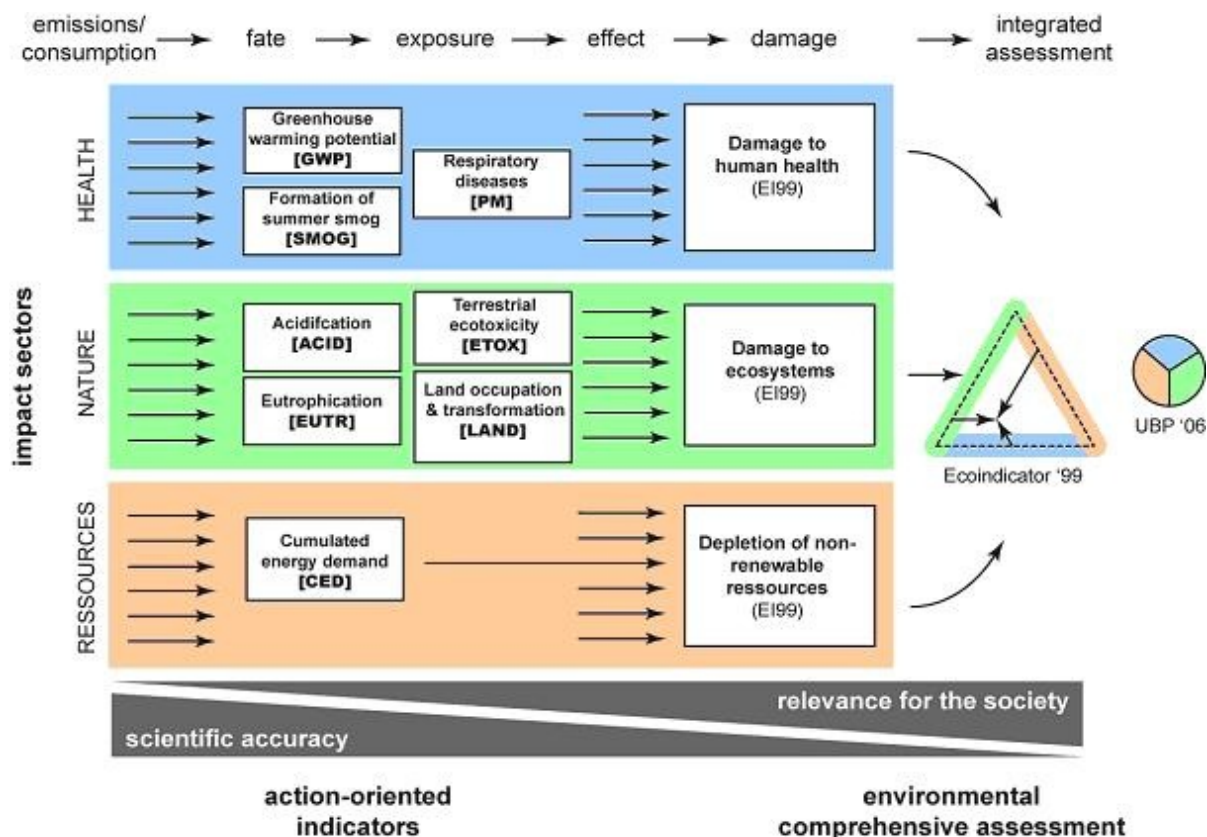 emissions/
consumption
fate
exposure
effect
damage
integrated
assessment
impact sectors
HEALTH
Greenhouse
warming potential
[GWP]
Formation of
summer smog
[SMOG]
Respiratory
diseases
[PM]
Damage to
human health
(EI99)
NATURE
Acidifcation
[ACID]
Eutrophication
[EUTR]
Terrestrial
ecotoxicity
[ETOX]
Land occupation
& transformation
[LAND]
Damage to
ecosystems
(EI99)
Ecoindicator ‘99
UBP ‘06
RESSOURCES
Cumulated
energy demand
[CED]
Depletion of non-
renewable
ressources
(EI99)
relevance for the society
scientific accuracy
action-oriented
indicators
environmental
comprehensive assessment